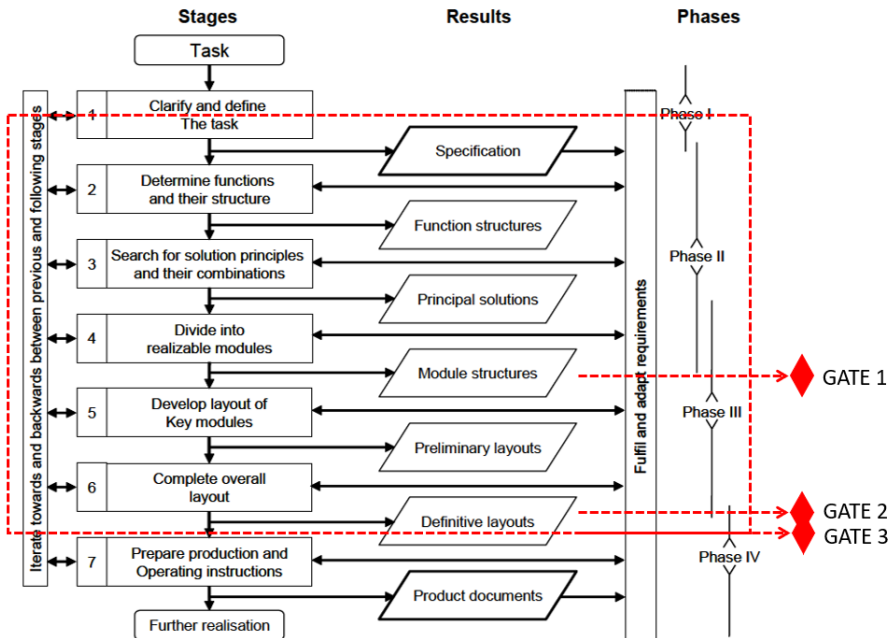 Stages
Results
Phases
Task
Iterate towards and backwards between previous and following stages
1
Clarify and define
The task
Phase I
Specification
2
Determine functions
and their structure
Function structures
3
Search for solution principles
and their combinations
Phase II
Principal solutions
4
Divide into
realizable modules
Fulfil and adapt requirements
Module structures
GATE 1
5
Develop layout of
Key modules
Phase III
Preliminary layouts
6
Complete overall
layout
GATE 2
Definitive layouts
GATE 3
7
Prepare production and
Operating instructions
Phase IV
Product documents
Further realisation